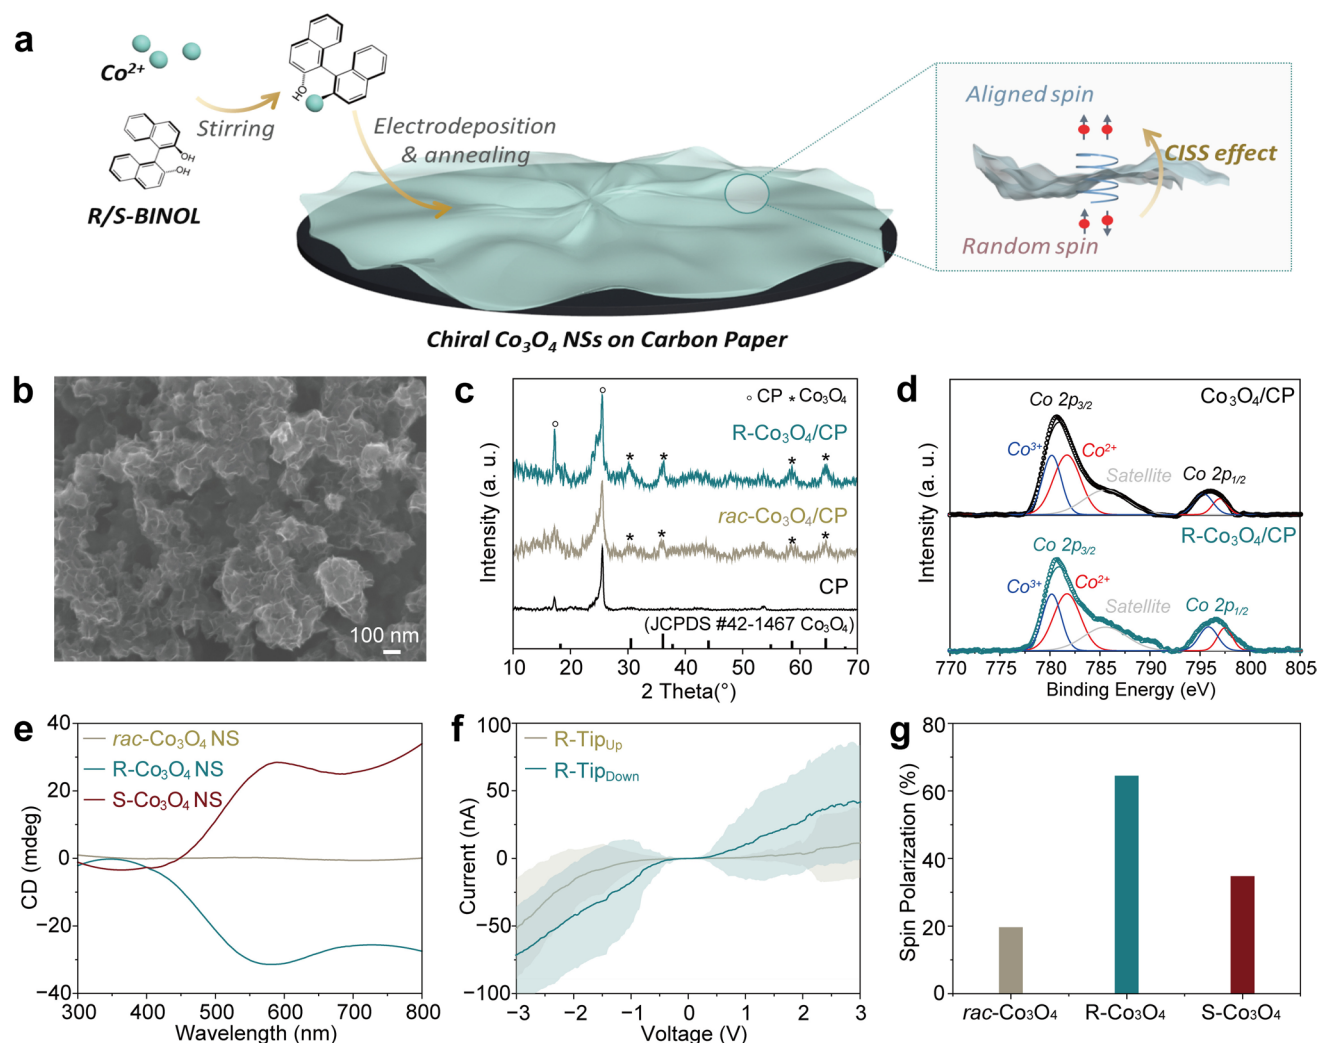 a
Co²⁺
R/S-BINOL
OH
OH
Stirring
HO
Electrodeposition
& annealing
Aligned spin
CISS effect
Random spin
Chiral Co₃O₄ NSs on Carbon Paper
b
100 nm
c
Intensity (a. u.)
○ CP * Co₃O₄
R-Co₃O₄/CP
rac-Co₃O₄/CP
CP
(JCPDS #42-1467 Co₃O₄)
10 20 30 40 50 60 70
2 Theta(°)
d
Intensity (a. u.)
Co₃O₄/CP
Co 2p₃/₂
Co³⁺
Co²⁺
Satellite
Co 2p₁/₂
R-Co₃O₄/CP
Co 2p₃/₂
Co³⁺
Co²⁺
Satellite
Co 2p₁/₂
770 775 780 785 790 795 800 805
Binding Energy (eV)
e
CD (mdeg)
40
20
0
−20
−40
rac-Co₃O₄ NS
R-Co₃O₄ NS
S-Co₃O₄ NS
300 400 500 600 700 800
Wavelength (nm)
f
Current (nA)
100
50
0
−50
−100
R-Tip_Up
R-Tip_Down
−3 −2 −1 0 1 2 3
Voltage (V)
g
Spin Polarization (%)
80
60
40
20
0
rac-Co₃O₄ R-Co₃O₄ S-Co₃O₄